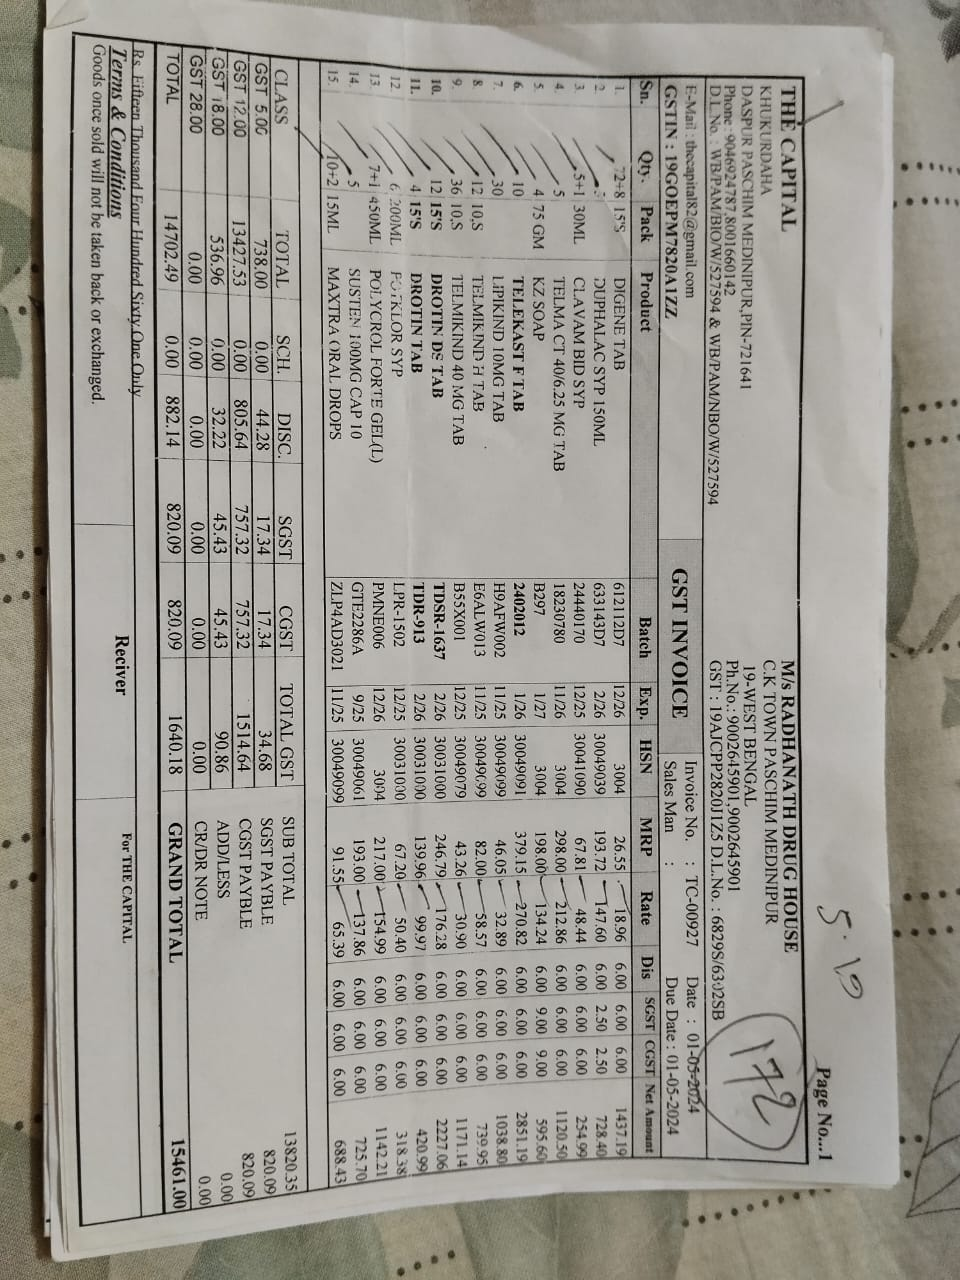 Page No...1
5.10
172
THE CAPITAL
KHUKURDAHA
DASPUR PASCHIM MEDINIPUR,PIN-721641
Phone : 9046924787,8001660142
D.L.No. : WB/PAM/BIO/W/527594 & WB/PAM/NBO/W/527594
E-Mail : thecapital82@gmail.com
GSTIN : 19GOEPM7820A1ZZ
GST INVOICE
M/s RADHANATH DRUG HOUSE
C.K TOWN PASCHIM MEDINIPUR
19-WEST BENGAL
Ph.No.: 9002645901,9002645901
GST : 19AICPP2820J1Z5 D.L.No. : 6829S/6302SB
Invoice No. : TC-00927 Date : 01-05-2024
Sales Man : Due Date : 01-05-2024
Sn. Qty. Pack Product Batch Exp. HSN MRP Rate Dis SGST CGST Net Amount
1. 72+8 15'S DIGENE TAB 612112D7 12/26 3004 26.55 18.96 6.00 6.00 6.00 1437.19
2 DUPHALAC SYP 150ML 633143D7 2/26 30049039 193.72 147.60 6.00 2.50 2.50 728.40
3. 5+1 30ML CLAVAM BID SYP 24440170 12/25 30041090 67.81 48.44 6.00 6.00 6.00 254.99
4. 5 TELMA CT 40/6.25 MG TAB 18230780 11/26 3004 298.00 212.86 6.00 6.00 6.00 1120.50
5. 4 75 GM KZ SOAP B297 1/27 3004 198.00 134.24 6.00 9.00 9.00 595.60
6. 10 TELEKAST F TAB 2402012 1/26 30049091 379.15 270.82 6.00 6.00 6.00 2851.19
7. 30 LIPIKIND 10MG TAB H9AFW002 11/25 30049099 46.05 32.89 6.00 6.00 6.00 1038.80
8 12 10,S TELMIKIND H TAB E6ALW013 11/25 30049099 82.00 58.57 6.00 6.00 6.00 739.95
9. 36 10,S TELMIKIND 40 MG TAB B55X001 12/25 30049079 43.26 30.90 6.00 6.00 6.00 1171.14
10. 12 15'S DROTIN DS TAB TDSR-1637 2/26 30031000 246.79 176.28 6.00 6.00 6.00 2227.06
11. 4 15'S DROTIN TAB TDR-913 2/26 30031000 139.96 99.97 6.00 6.00 6.00 420.99
12. 6 200ML POTKLOR SYP LPR-1502 12/25 30031000 67.20 50.40 6.00 6.00 6.00 318.38
13. 7+1 450ML POLYCROL FORTE GEL(L) PMNE006 12/26 3004 217.00 154.99 6.00 6.00 6.00 1142.21
14. 5 SUSTEN 100MG CAP 10 GTE2286A 9/25 30049061 193.00 137.86 6.00 6.00 6.00 725.70
15. 10+2 15ML MAXTRA ORAL DROPS ZLP4AD3021 11/25 30049099 91.55 65.39 6.00 6.00 6.00 688.43
CLASS TOTAL SCH. DISC. SGST CGST TOTAL GST
GST 5.00 738.00 0.00 44.28 17.34 17.34 34.68
GST 12.00 13427.53 0.00 805.64 757.32 757.32 1514.64
GST 18.00 536.96 0.00 32.22 45.43 45.43 90.86
GST 28.00 0.00 0.00 0.00 0.00 0.00 0.00
TOTAL 14702.49 0.00 882.14 820.09 820.09 1640.18
SUB TOTAL 13820.35
SGST PAYBLE 820.09
CGST PAYBLE 820.09
ADD/LESS 0.00
CR/DR NOTE 0.00
GRAND TOTAL 15461.00
Rs. Fifteen Thousand Four Hundred Sixty One Only
Terms & Conditions
Goods once sold will not be taken back or exchanged.
Reciver
For THE CAPITAL